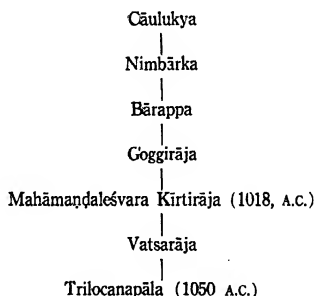 Cāulukya
Nimbārka
Bārappa
Goggirāja
Mahāmaṇḍaleśvara Kīrtirāja (1018, A.C.)
Vatsarāja
Trilocanapāla (1050 A.C.)